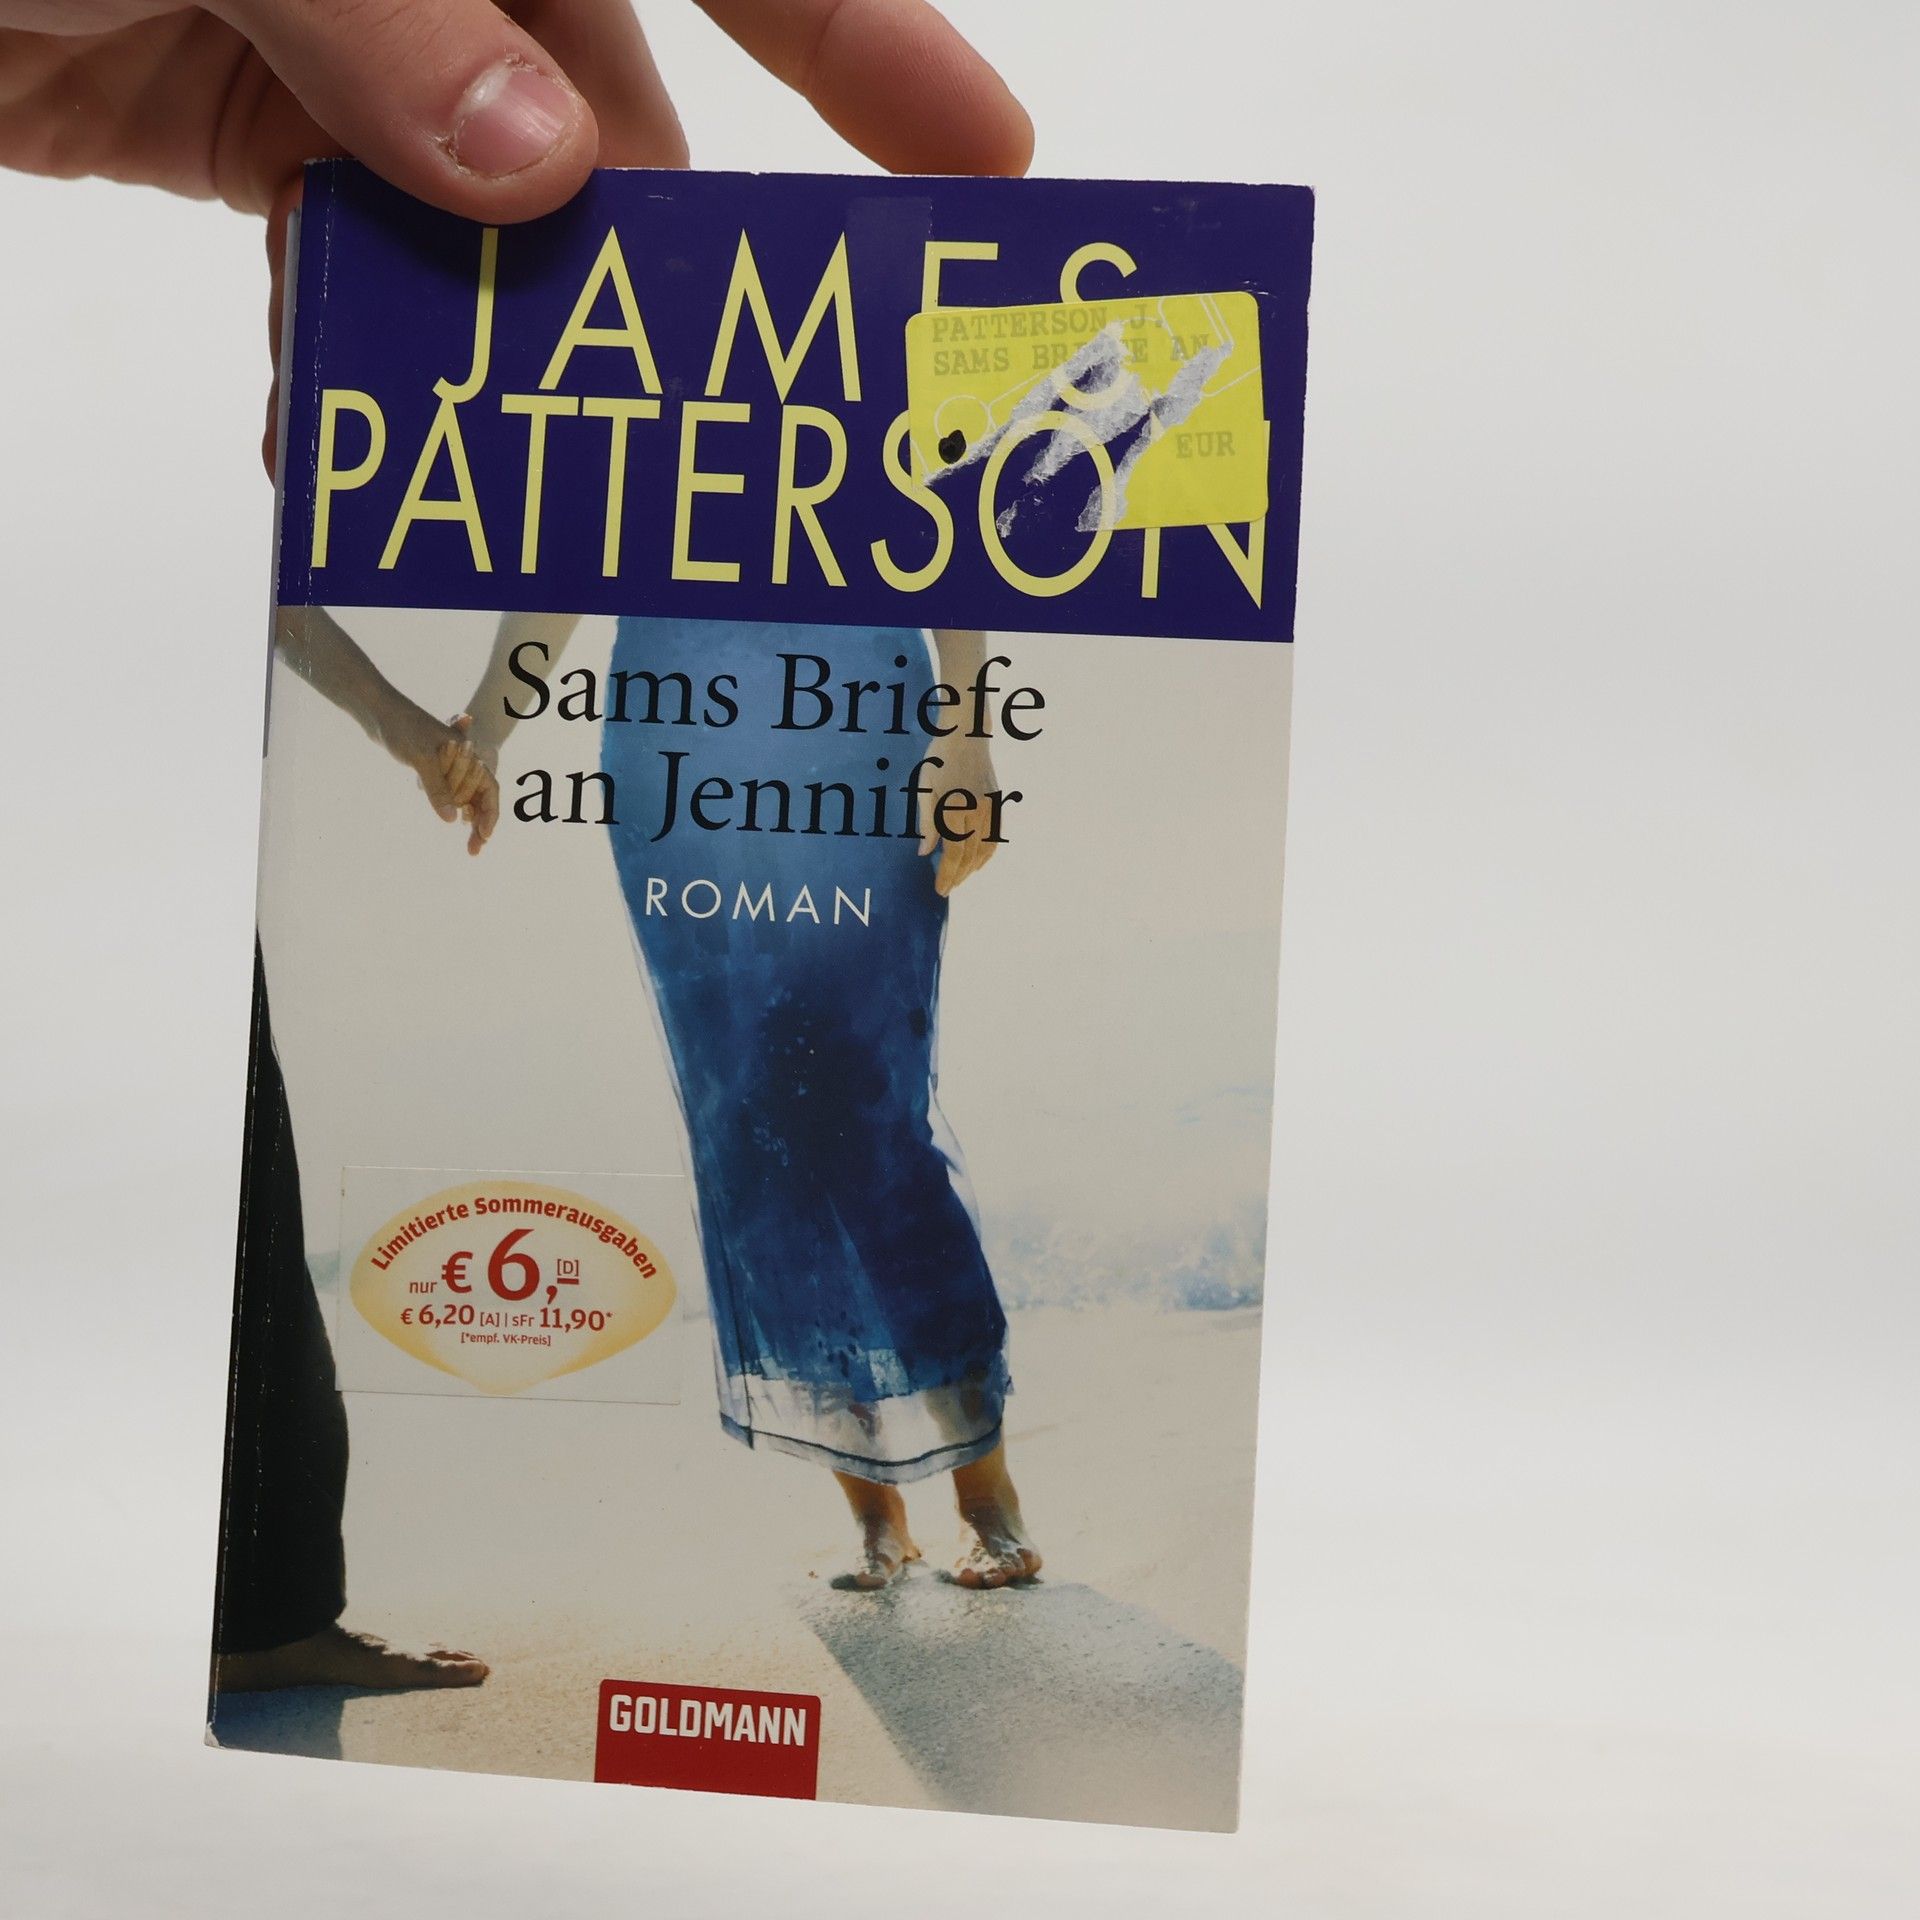 JAMES
PATTERSON
PATTERSON J.
SAMS BRIEFE AN
EUR
Sams Briefe
an Jennifer
ROMAN
Limitierte Sommerausgaben
nur € 6,– [D]
€ 6,20 [A] | sFr 11,90*
[*empf. VK-Preis]
GOLDMANN